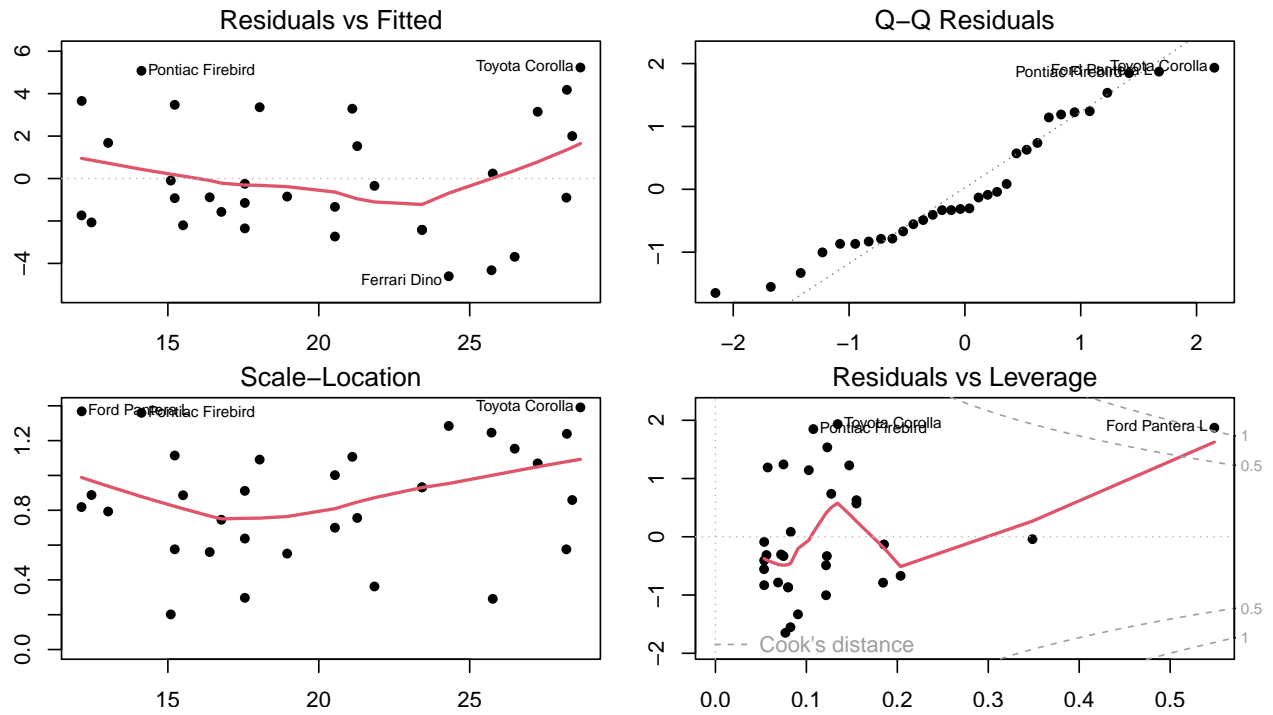 Residuals vs Fitted
6
4
2
0
−4
15
20
25
Pontiac Firebird
Toyota Corolla
Ferrari Dino
Q−Q Residuals
2
1
0
−1
−2
−1
0
1
2
Pontiac Firebird
Ford Pantera L
Toyota Corolla
Scale−Location
1.2
0.8
0.4
0.0
15
20
25
Ford Pantera L
Pontiac Firebird
Toyota Corolla
Residuals vs Leverage
2
1
0
−1
−2
0.0
0.1
0.2
0.3
0.4
0.5
Toyota Corolla
Pontiac Firebird
Ford Pantera L
1
0.5
0.5
1
Cook's distance